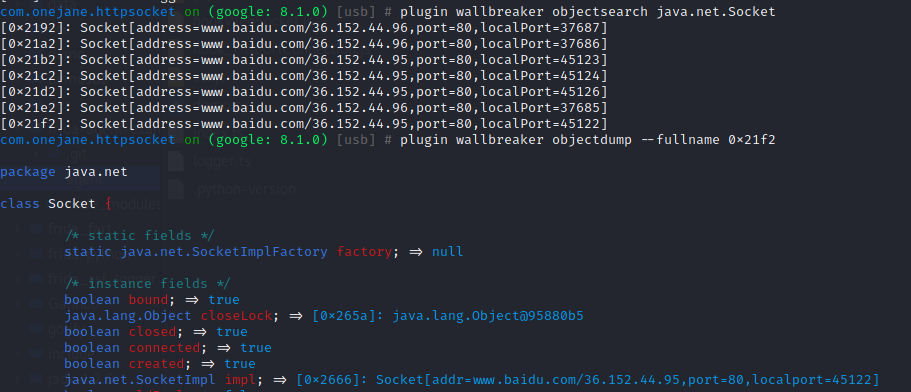 com.onejane.httpsocket on (google: 8.1.0) [usb] # plugin wallbreaker objectsearch java.net.Socket
[0×2192]: Socket[address=www.baidu.com/36.152.44.96,port=80,localPort=37687]
[0×21a2]: Socket[address=www.baidu.com/36.152.44.96,port=80,localPort=37686]
[0×21b2]: Socket[address=www.baidu.com/36.152.44.95,port=80,localPort=45123]
[0×21c2]: Socket[address=www.baidu.com/36.152.44.95,port=80,localPort=45124]
[0×21d2]: Socket[address=www.baidu.com/36.152.44.95,port=80,localPort=45126]
[0×21e2]: Socket[address=www.baidu.com/36.152.44.96,port=80,localPort=37685]
[0×21f2]: Socket[address=www.baidu.com/36.152.44.95,port=80,localPort=45122]
com.onejane.httpsocket on (google: 8.1.0) [usb] # plugin wallbreaker objectdump --fullname 0×21f2
logger.ts
package java.net
.python-version
class Socket {
/* static fields */
static java.net.SocketImplFactory factory; => null
/* instance fields */
boolean bound; => true
java.lang.Object closeLock; => [0×265a]: java.lang.Object@95880b5
boolean closed; => true
boolean connected; => true
boolean created; => true
java.net.SocketImpl impl; => [0×2666]: Socket[addr=www.baidu.com/36.152.44.95,port=80,localport=45122]